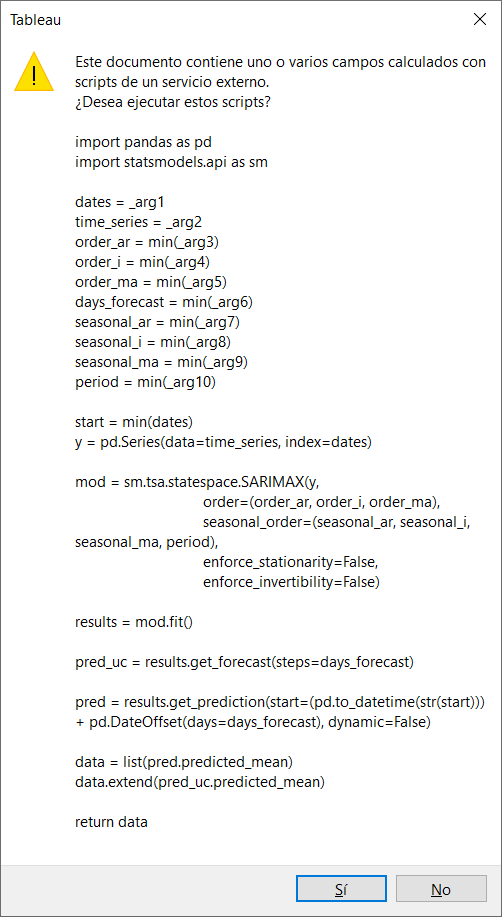 Tableau
Este documento contiene uno o varios campos calculados con
scripts de un servicio externo.
¿Desea ejecutar estos scripts?
import pandas as pd
import statsmodels.api as sm
dates = _arg1
time_series = _arg2
order_ar = min(_arg3)
order_i = min(_arg4)
order_ma = min(_arg5)
days_forecast = min(_arg6)
seasonal_ar = min(_arg7)
seasonal_i = min(_arg8)
seasonal_ma = min(_arg9)
period = min(_arg10)
start = min(dates)
y = pd.Series(data=time_series, index=dates)
mod = sm.tsa.statespace.SARIMAX(y,
order=(order_ar, order_i, order_ma),
seasonal_order=(seasonal_ar, seasonal_i,
seasonal_ma, period),
enforce_stationarity=False,
enforce_invertibility=False)
results = mod.fit()
pred_uc = results.get_forecast(steps=days_forecast)
pred = results.get_prediction(start=(pd.to_datetime(str(start)))
+ pd.DateOffset(days=days_forecast), dynamic=False)
data = list(pred.predicted_mean)
data.extend(pred_uc.predicted_mean)
return data
Sí
No